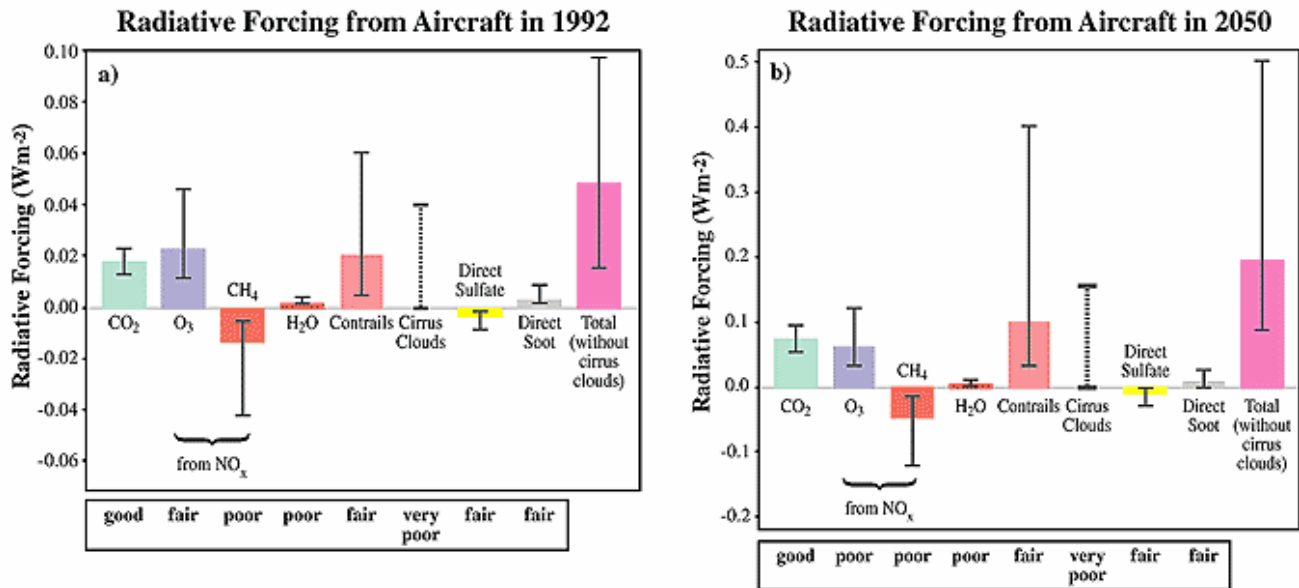 Radiative Forcing from Aircraft in 1992
a)
Radiative Forcing (Wm-2)
0.10
0.08
0.06
0.04
0.02
0.00
-0.02
-0.04
-0.06
CO2
O3
CH4
H2O
Contrails
Cirrus
Clouds
Direct
Sulfate
Direct
Soot
Total
(without
cirrus
clouds)
from NOx
good fair poor poor fair very poor fair fair
Radiative Forcing from Aircraft in 2050
b)
Radiative Forcing (Wm-2)
0.5
0.4
0.3
0.2
0.1
0.0
-0.1
-0.2
CO2
O3
CH4
H2O
Contrails
Cirrus
Clouds
Direct
Sulfate
Direct
Soot
Total
(without
cirrus
clouds)
from NOx
good poor poor poor fair very poor fair fair